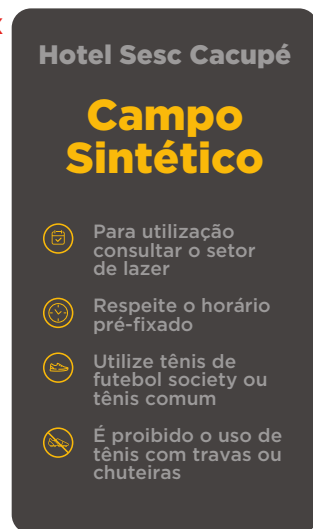 Hotel Sesc Cacupé
Campo
Sintético
Para utilização
consultar o setor
de lazer
Respeite o horário
pré-fixado
Utilize tênis de
futebol society ou
tênis comum
É proibido o uso de
tênis com travas ou
chuteiras